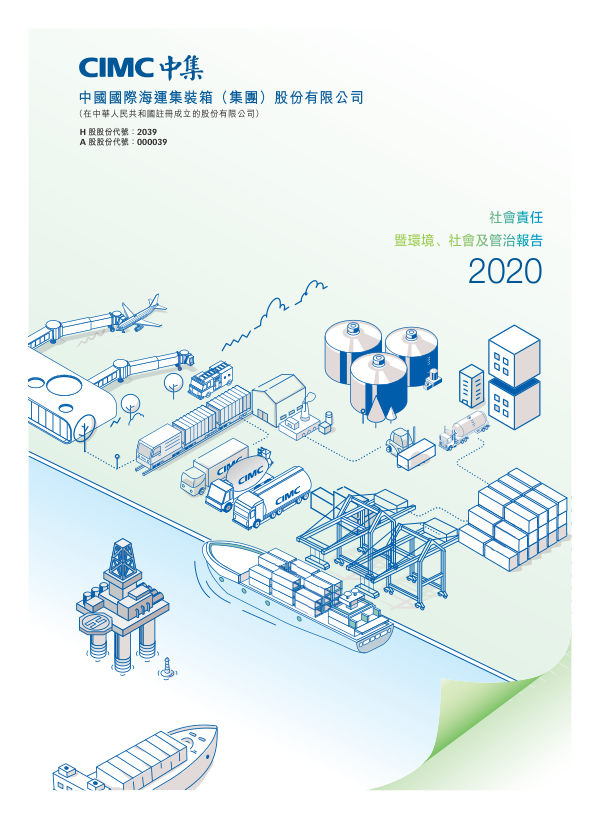 CIMC 中集
中國國際海運集裝箱（集團）股份有限公司
（在中華人民共和國註冊成立的股份有限公司）
H 股股份代號：2039
A 股股份代號：000039
社會責任
暨環境、社會及管治報告
2020
CIMC
CIMC
CIMC